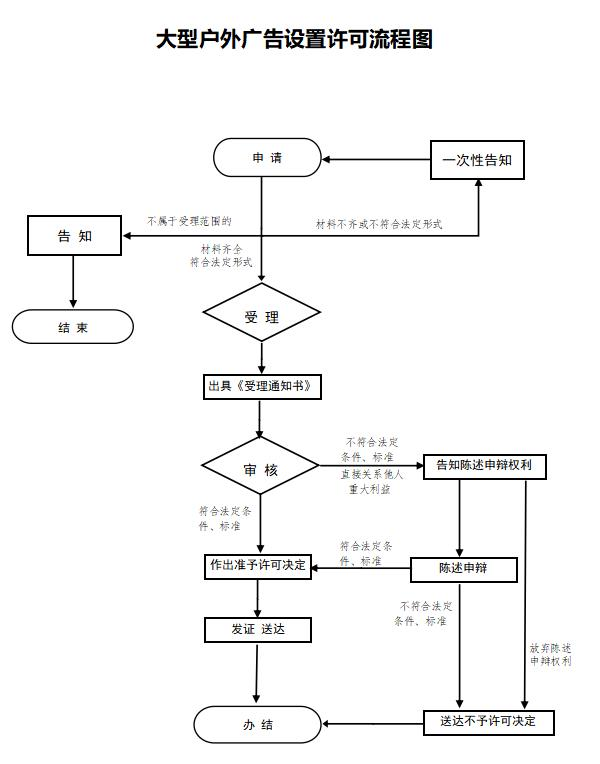 大型户外广告设置许可流程图
申 请
一次性告知
不属于受理范围的
材料不齐或不符合法定形式
告 知
材料齐全
符合法定形式
结 束
受 理
出具《受理通知书》
不符合法定
条件、标准
审 核
告知陈述申辩权利
直接关系他人
重大利益
符合法定条
件、标准
符合法定条
件、标准
作出准予许可决定
陈述申辩
不符合法定
条件、标准
发证 送达
放弃陈述
申辩权利
办 结
送达不予许可决定